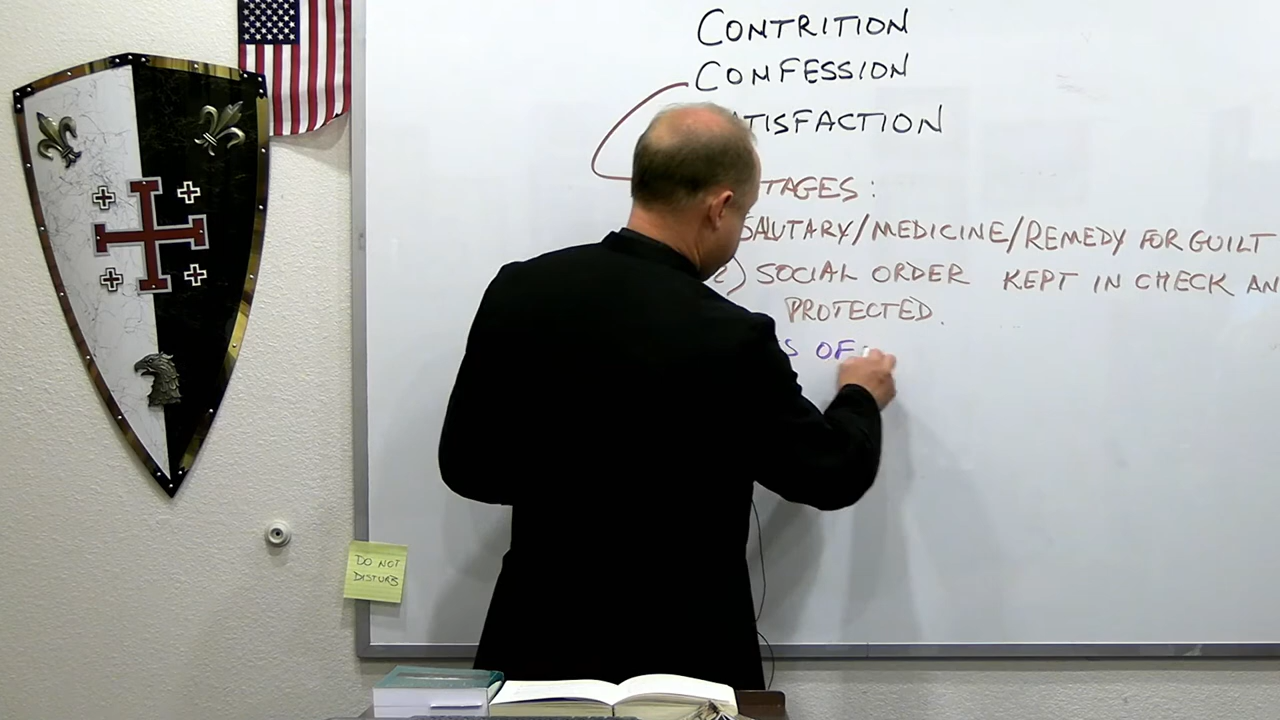 CONTRITION
CONFESSION
TISFACTION
TAGES:
SALUTARY/MEDICINE/REMEDY FOR GUILT
2) SOCIAL ORDER KEPT IN CHECK AN
PROTECTED.
S OF
DO NOT
DISTURB